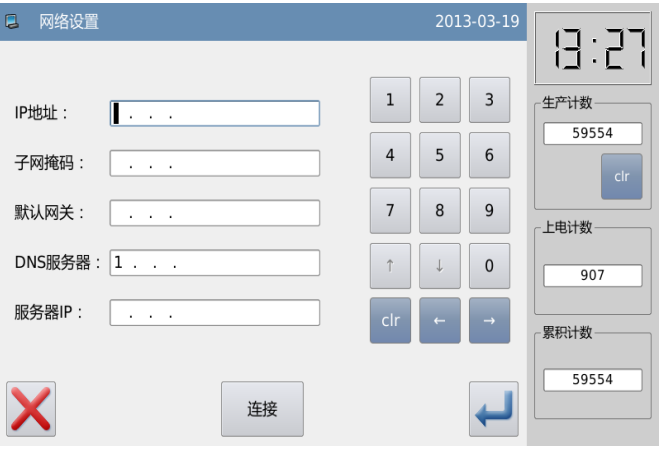 网络设置 2013-03-19
13:27
IP地址： . . .
子网掩码： . . .
默认网关： . . .
DNS服务器： 1 . . .
服务器IP： . . .
1 2 3
4 5 6
7 8 9
↑ ↓ 0
clr ← →
连接
生产计数
59554
clr
上电计数
907
累积计数
59554